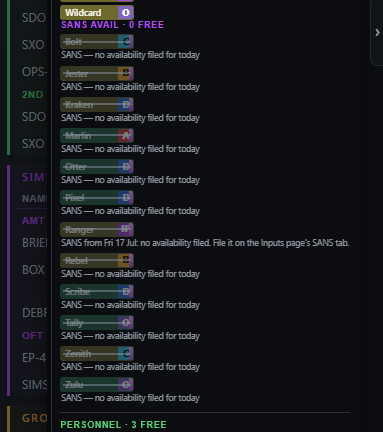 Wildcard O
SANS AVAIL · 0 FREE
SDO
Bolt C
SXO
SANS — no availability filed for today
OPS-
Jester B
SANS — no availability filed for today
2ND
Kraken D
SDO
SANS — no availability filed for today
Marlin A
SXO
SANS — no availability filed for today
Otter D
SIM
SANS — no availability filed for today
NAME
Pixel D
SANS — no availability filed for today
AMT
Ranger
BRIE
SANS from Fri 17 Jul: no availability filed. File it on the Inputs page's SANS tab.
Rebel B
BOX
SANS — no availability filed for today
Scribe D
SANS — no availability filed for today
DEBR
Tally O
OFT
SANS — no availability filed for today
Zenith C
EP-4
SANS — no availability filed for today
Zulu O
SIMS
SANS — no availability filed for today
GRO
PERSONNEL · 3 FREE